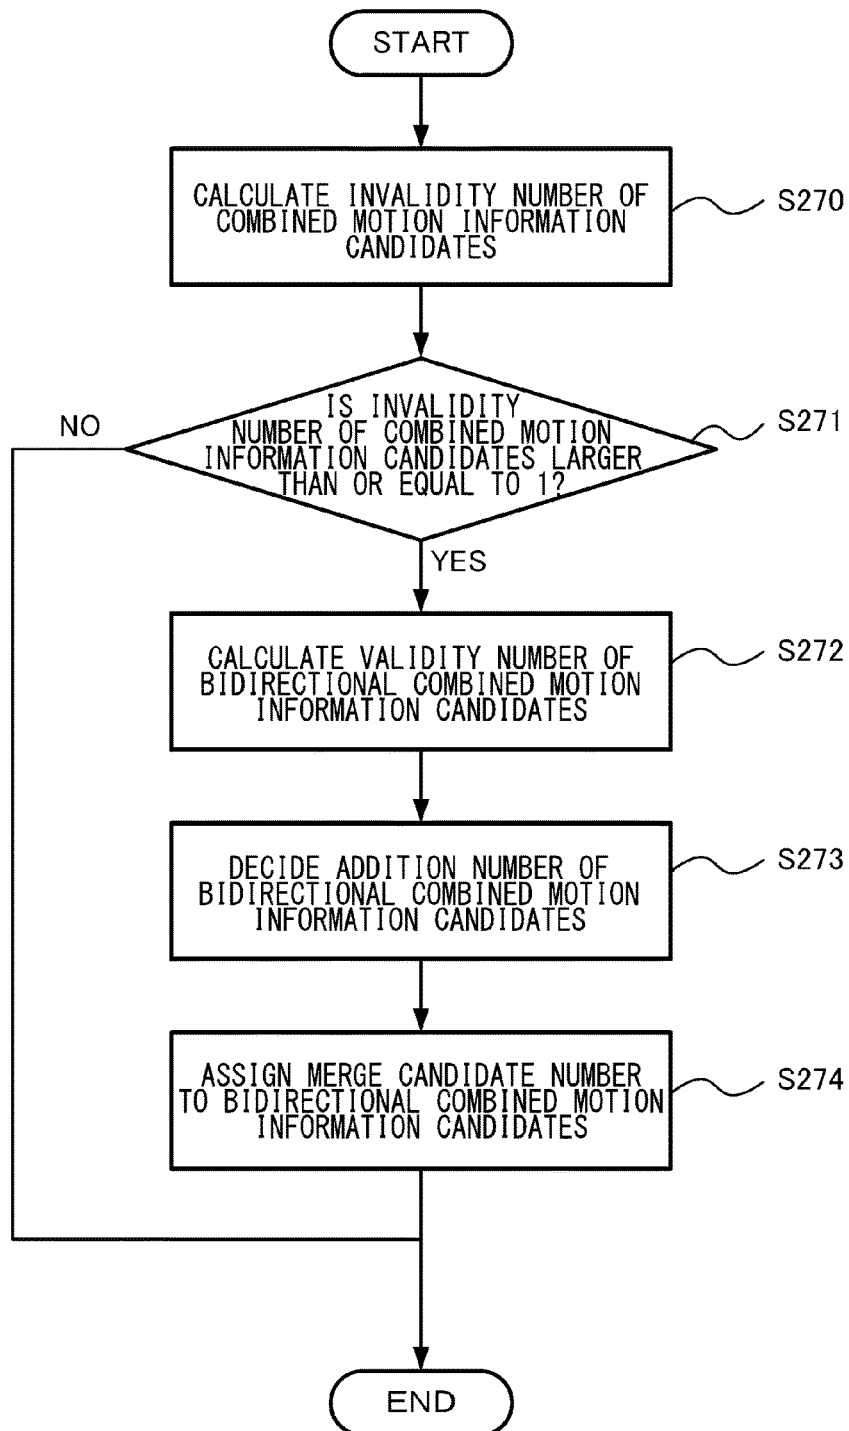 START
CALCULATE INVALIDITY NUMBER OF
COMBINED MOTION INFORMATION
CANDIDATES
S270
IS INVALIDITY
NUMBER OF COMBINED MOTION
INFORMATION CANDIDATES LARGER
THAN OR EQUAL TO 1?
S271
NO
YES
CALCULATE VALIDITY NUMBER OF
BIDIRECTIONAL COMBINED MOTION
INFORMATION CANDIDATES
S272
DECIDE ADDITION NUMBER OF
BIDIRECTIONAL COMBINED MOTION
INFORMATION CANDIDATES
S273
ASSIGN MERGE CANDIDATE NUMBER
TO BIDIRECTIONAL COMBINED MOTION
INFORMATION CANDIDATES
S274
END